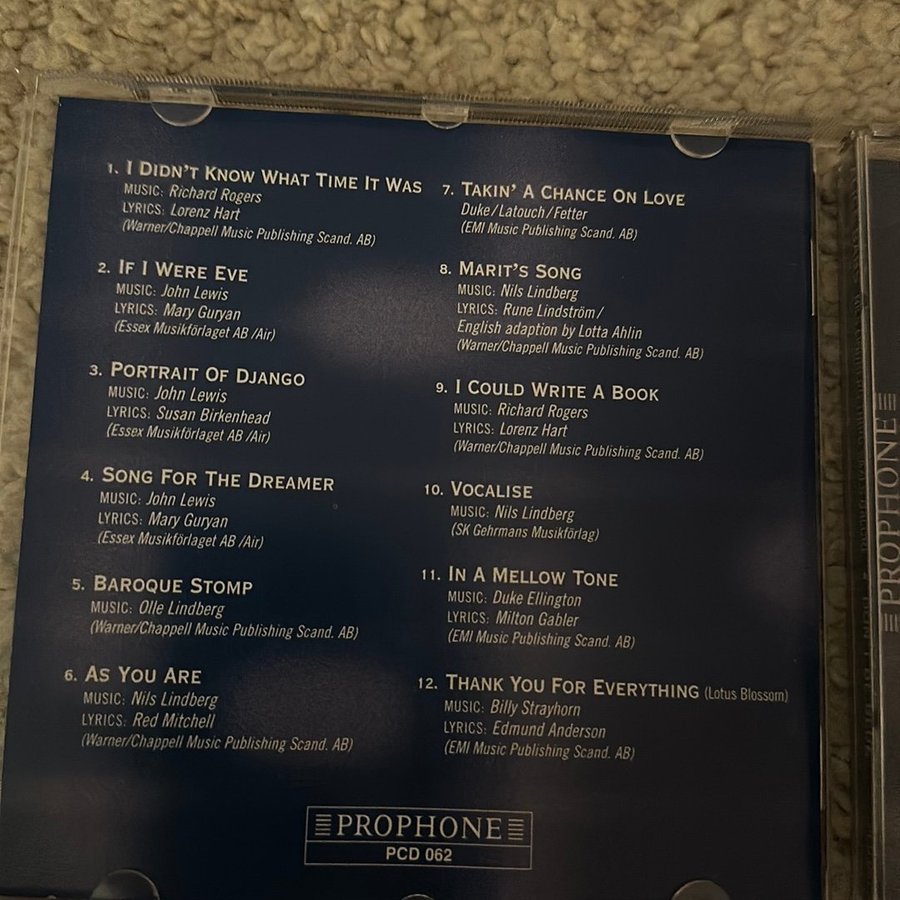 1. I Didn't Know What Time It Was
Music: Richard Rogers
Lyrics: Lorenz Hart
(Warner/Chappell Music Publishing Scand. AB)
2. If I Were Eve
Music: John Lewis
Lyrics: Mary Guryan
(Essex Musikförlaget AB /Air)
3. Portrait Of Django
Music: John Lewis
Lyrics: Susan Birkenhead
(Essex Musikförlaget AB /Air)
4. Song For The Dreamer
Music: John Lewis
Lyrics: Mary Guryan
(Essex Musikförlaget AB /Air)
5. Baroque Stomp
Music: Olle Lindberg
(Warner/Chappell Music Publishing Scand. AB)
6. As You Are
Music: Nils Lindberg
Lyrics: Red Mitchell
(Warner/Chappell Music Publishing Scand. AB)
7. Takin' A Chance On Love
Duke/Latouch/Fetter
(EMI Music Publishing Scand. AB)
8. Marit's Song
Music: Nils Lindberg
Lyrics: Rune Lindström/
English adaption by Lotta Ahlin
(Warner/Chappell Music Publishing Scand. AB)
9. I Could Write A Book
Music: Richard Rogers
Lyrics: Lorenz Hart
(Warner/Chappell Music Publishing Scand. AB)
10. Vocalise
Music: Nils Lindberg
(SK Gehrmans Musikförlag)
11. In A Mellow Tone
Music: Duke Ellington
Lyrics: Milton Gabler
(EMI Music Publishing Scand. AB)
12. Thank You For Everything (Lotus Blossom)
Music: Billy Strayhorn
Lyrics: Edmund Anderson
(EMI Music Publishing Scand. AB)
PROPHONE
PCD 062
PROPHONE